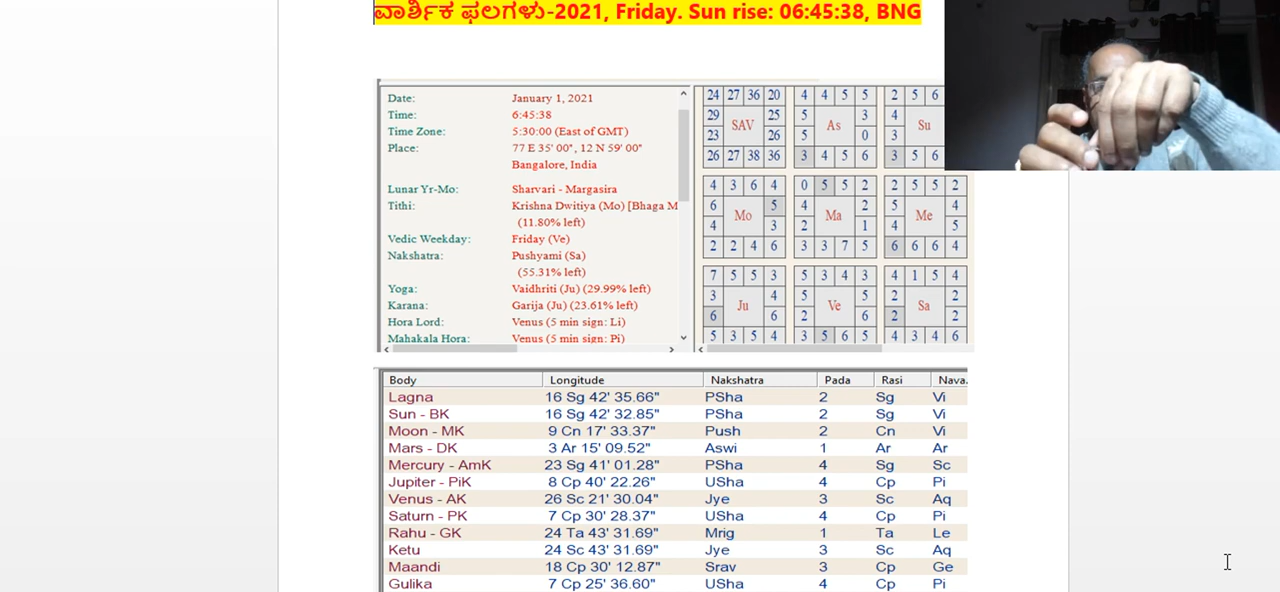 ವಾರ್ಶಿಕ ಫಲಗಳು-2021, Friday. Sun rise: 06:45:38, BNG
Date: January 1, 2021
Time: 6:45:38
Time Zone: 5:30:00 (East of GMT)
Place: 77 E 35' 00", 12 N 59' 00"
Bangalore, India
Lunar Yr-Mo: Sharvari - Margasira
Tithi: Krishna Dwitiya (Mo) [Bhaga M
(11.80% left)
Vedic Weekday: Friday (Ve)
Nakshatra: Pushyami (Sa)
(55.31% left)
Yoga: Vaidhriti (Ju) (29.99% left)
Karana: Garija (Ju) (23.61% left)
Hora Lord: Venus (5 min sign: Li)
Mahakala Hora: Venus (5 min sign: Pi)
24 27 36 20 4 4 5 5 2 5 6
29 25 5 3 4
SAV As Su
23 26 5 0 3
26 27 38 36 3 4 5 6 3 5 6
4 3 6 4 0 5 5 2 2 5 5 2
6 5 4 2 5 4
Mo Ma Me
4 3 2 1 4 5
2 2 4 6 3 3 7 5 6 6 6 4
7 5 5 3 5 3 4 3 4 1 5 4
3 4 5 2 2 2
Ju Ve Sa
6 6 2 6 2 2
5 3 5 4 3 5 6 5 4 3 4 6
Body Longitude Nakshatra Pada Rasi Nava.
Lagna 16 Sg 42' 35.66" PSha 2 Sg Vi
Sun - BK 16 Sg 42' 32.85" PSha 2 Sg Vi
Moon - MK 9 Cn 17' 33.37" Push 2 Cn Vi
Mars - DK 3 Ar 15' 09.52" Aswi 1 Ar Ar
Mercury - AmK 23 Sg 41' 01.28" PSha 4 Sg Sc
Jupiter - PiK 8 Cp 40' 22.26" USha 4 Cp Pi
Venus - AK 26 Sc 21' 30.04" Jye 3 Sc Aq
Saturn - PK 7 Cp 30' 28.37" USha 4 Cp Pi
Rahu - GK 24 Ta 43' 31.69" Mrig 1 Ta Le
Ketu 24 Sc 43' 31.69" Jye 3 Sc Aq
Maandi 18 Cp 30' 12.87" Srav 3 Cp Ge
Gulika 7 Cp 25' 36.60" USha 4 Cp Pi